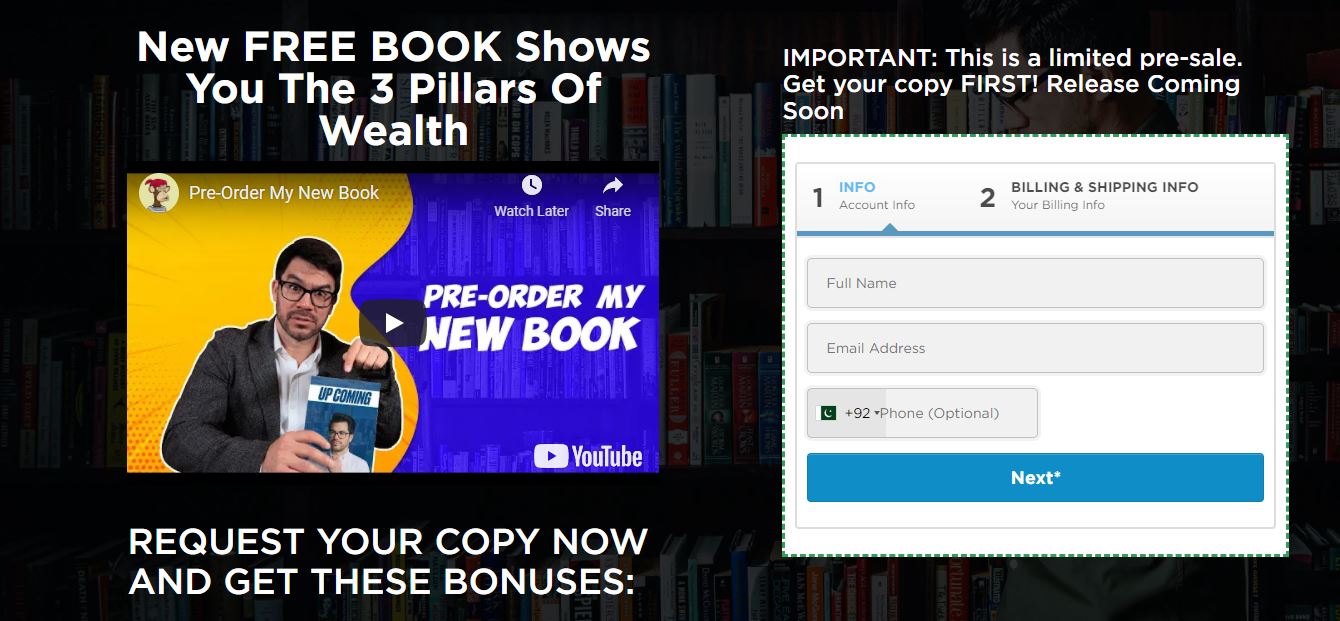 New FREE BOOK Shows
You The 3 Pillars Of
Wealth
Pre-Order My New Book
Watch Later
Share
UP COMING
PRE-ORDER MY
NEW BOOK
YouTube
REQUEST YOUR COPY NOW
AND GET THESE BONUSES:
IMPORTANT: This is a limited pre-sale.
Get your copy FIRST! Release Coming
Soon
1 INFO
Account Info
2 BILLING & SHIPPING INFO
Your Billing Info
Full Name
Email Address
+92 Phone (Optional)
Next*